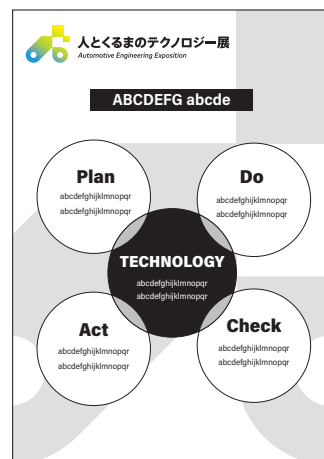 人とくるまのテクノロジー展
Automotive Engineering Exposition
ABCDEFG abcde
Plan
abcdefghijklmnopqr
abcdefghijklmnopqr
Do
abcdefghijklmnopqr
abcdefghijklmnopqr
TECHNOLOGY
abcdefghijklmnopqr
abcdefghijklmnopqr
Act
abcdefghijklmnopqr
abcdefghijklmnopqr
Check
abcdefghijklmnopqr
abcdefghijklmnopqr